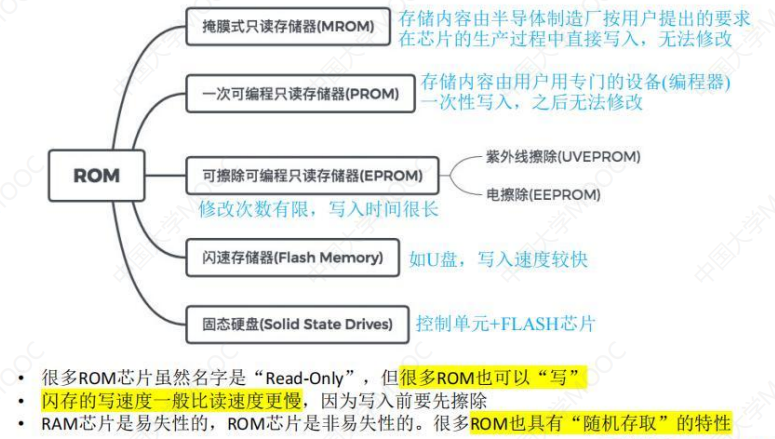 掩膜式只读存储器(MROM)
存储内容由半导体制造厂按用户提出的要求
在芯片的生产过程中直接写入，无法修改
一次可编程只读存储器(PROM)
存储内容由用户用专门的设备(编程器)
一次性写入，之后无法修改
ROM
可擦除可编程只读存储器(EPROM)
紫外线擦除(UVEPROM)
电擦除(EEPROM)
修改次数有限，写入时间很长
闪速存储器(Flash Memory)
如U盘，写入速度较快
固态硬盘(Solid State Drives)
控制单元+FLASH芯片
• 很多ROM芯片虽然名字是“Read-Only”，但很多ROM也可以“写”
• 闪存的写速度一般比读速度更慢，因为写入前要先擦除
• RAM芯片是易失性的，ROM芯片是非易失性的。很多ROM也具有“随机存取”的特性
中国大学MOOC